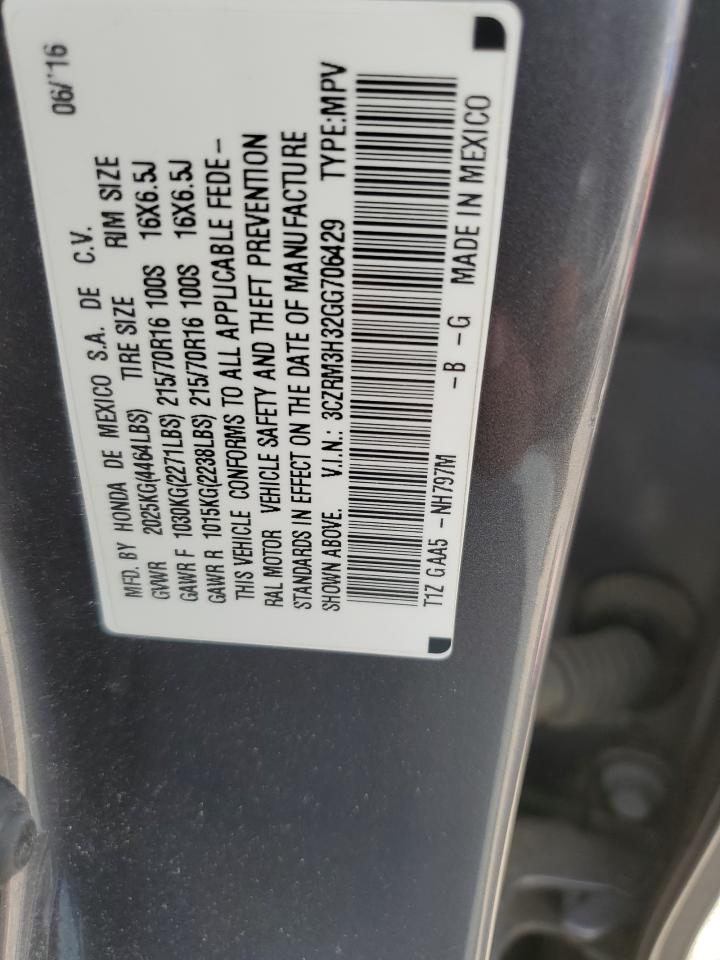 MFD. BY HONDA DE MEXICO S.A. DE C.V. 06/'16
GVWR 2025KG(4464LBS) TIRE SIZE RIM SIZE
GAWR F 1030KG(2271LBS) 215/70R16 100S 16X6.5J
GAWR R 1015KG(2238LBS) 215/70R16 100S 16X6.5J
THIS VEHICLE CONFORMS TO ALL APPLICABLE FEDE-
RAL MOTOR VEHICLE SAFETY AND THEFT PREVENTION
STANDARDS IN EFFECT ON THE DATE OF MANUFACTURE
SHOWN ABOVE. V.I.N.: 3CZRM3H32GG706429 TYPE:MPV
T1Z GAA5 -NH797M -B -G MADE IN MEXICO